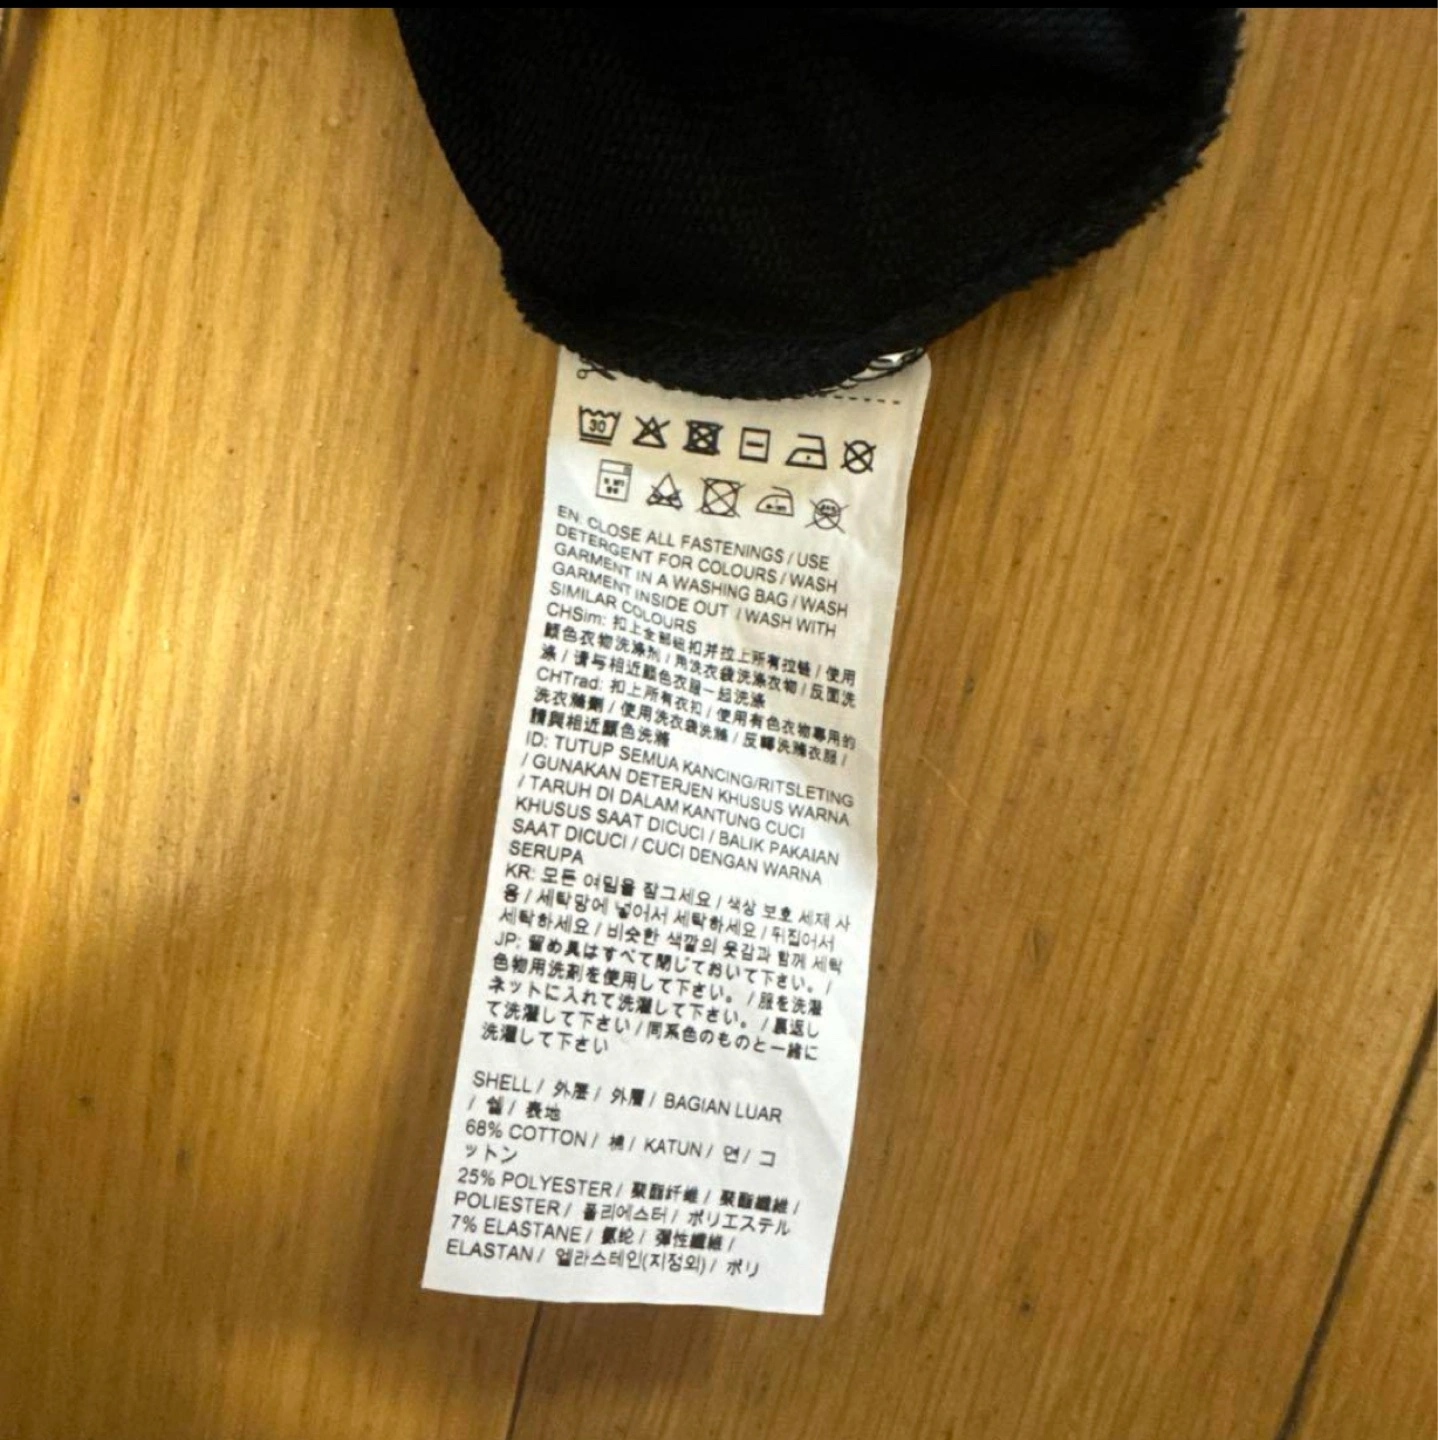 30
EN: CLOSE ALL FASTENINGS / USE
DETERGENT FOR COLOURS / WASH
GARMENT IN A WASHING BAG / WASH
GARMENT INSIDE OUT / WASH WITH
SIMILAR COLOURS
CHSim: 扣上全部纽扣并拉上所有拉链 / 使用
颜色衣物洗涤剂 / 用洗衣袋洗涤衣物 / 反面洗
涤 / 请与相近颜色衣服一起洗涤
CHTrad: 扣上所有衣扣 / 使用有色衣物專用的
洗衣滌劑 / 使用洗衣袋洗滌 / 反轉洗滌衣服 /
請與相近顏色洗滌
ID: TUTUP SEMUA KANCING/RITSLETING
/ GUNAKAN DETERJEN KHUSUS WARNA
/ TARUH DI DALAM KANTUNG CUCI
KHUSUS SAAT DICUCI / BALIK PAKAIAN
SAAT DICUCI / CUCI DENGAN WARNA
SERUPA
KR: 모든 여밈을 잠그세요 / 색상 보호 세제 사
용 / 세탁망에 넣어서 세탁하세요 / 뒤집어서
세탁하세요 / 비슷한 색깔의 옷감과 함께 세탁
JP: 留め具はすべて閉じておいて下さい。 /
色物用洗剤を使用して下さい。 / 服を洗濯
ネットに入れて洗濯して下さい。 / 裏返し
て洗濯して下さい / 同系色のものと一緒に
洗濯して下さい
SHELL / 外层 / 外層 / BAGIAN LUAR
/ 쉘 / 表地
68% COTTON / 棉 / KATUN / 면 / コ
ットン
25% POLYESTER / 聚酯纤维 / 聚酯纖維 /
POLIESTER / 폴리에스터 / ポリエステル
7% ELASTANE / 氨纶 / 彈性纖維 /
ELASTAN / 엘라스테인(지정외) / ポリ